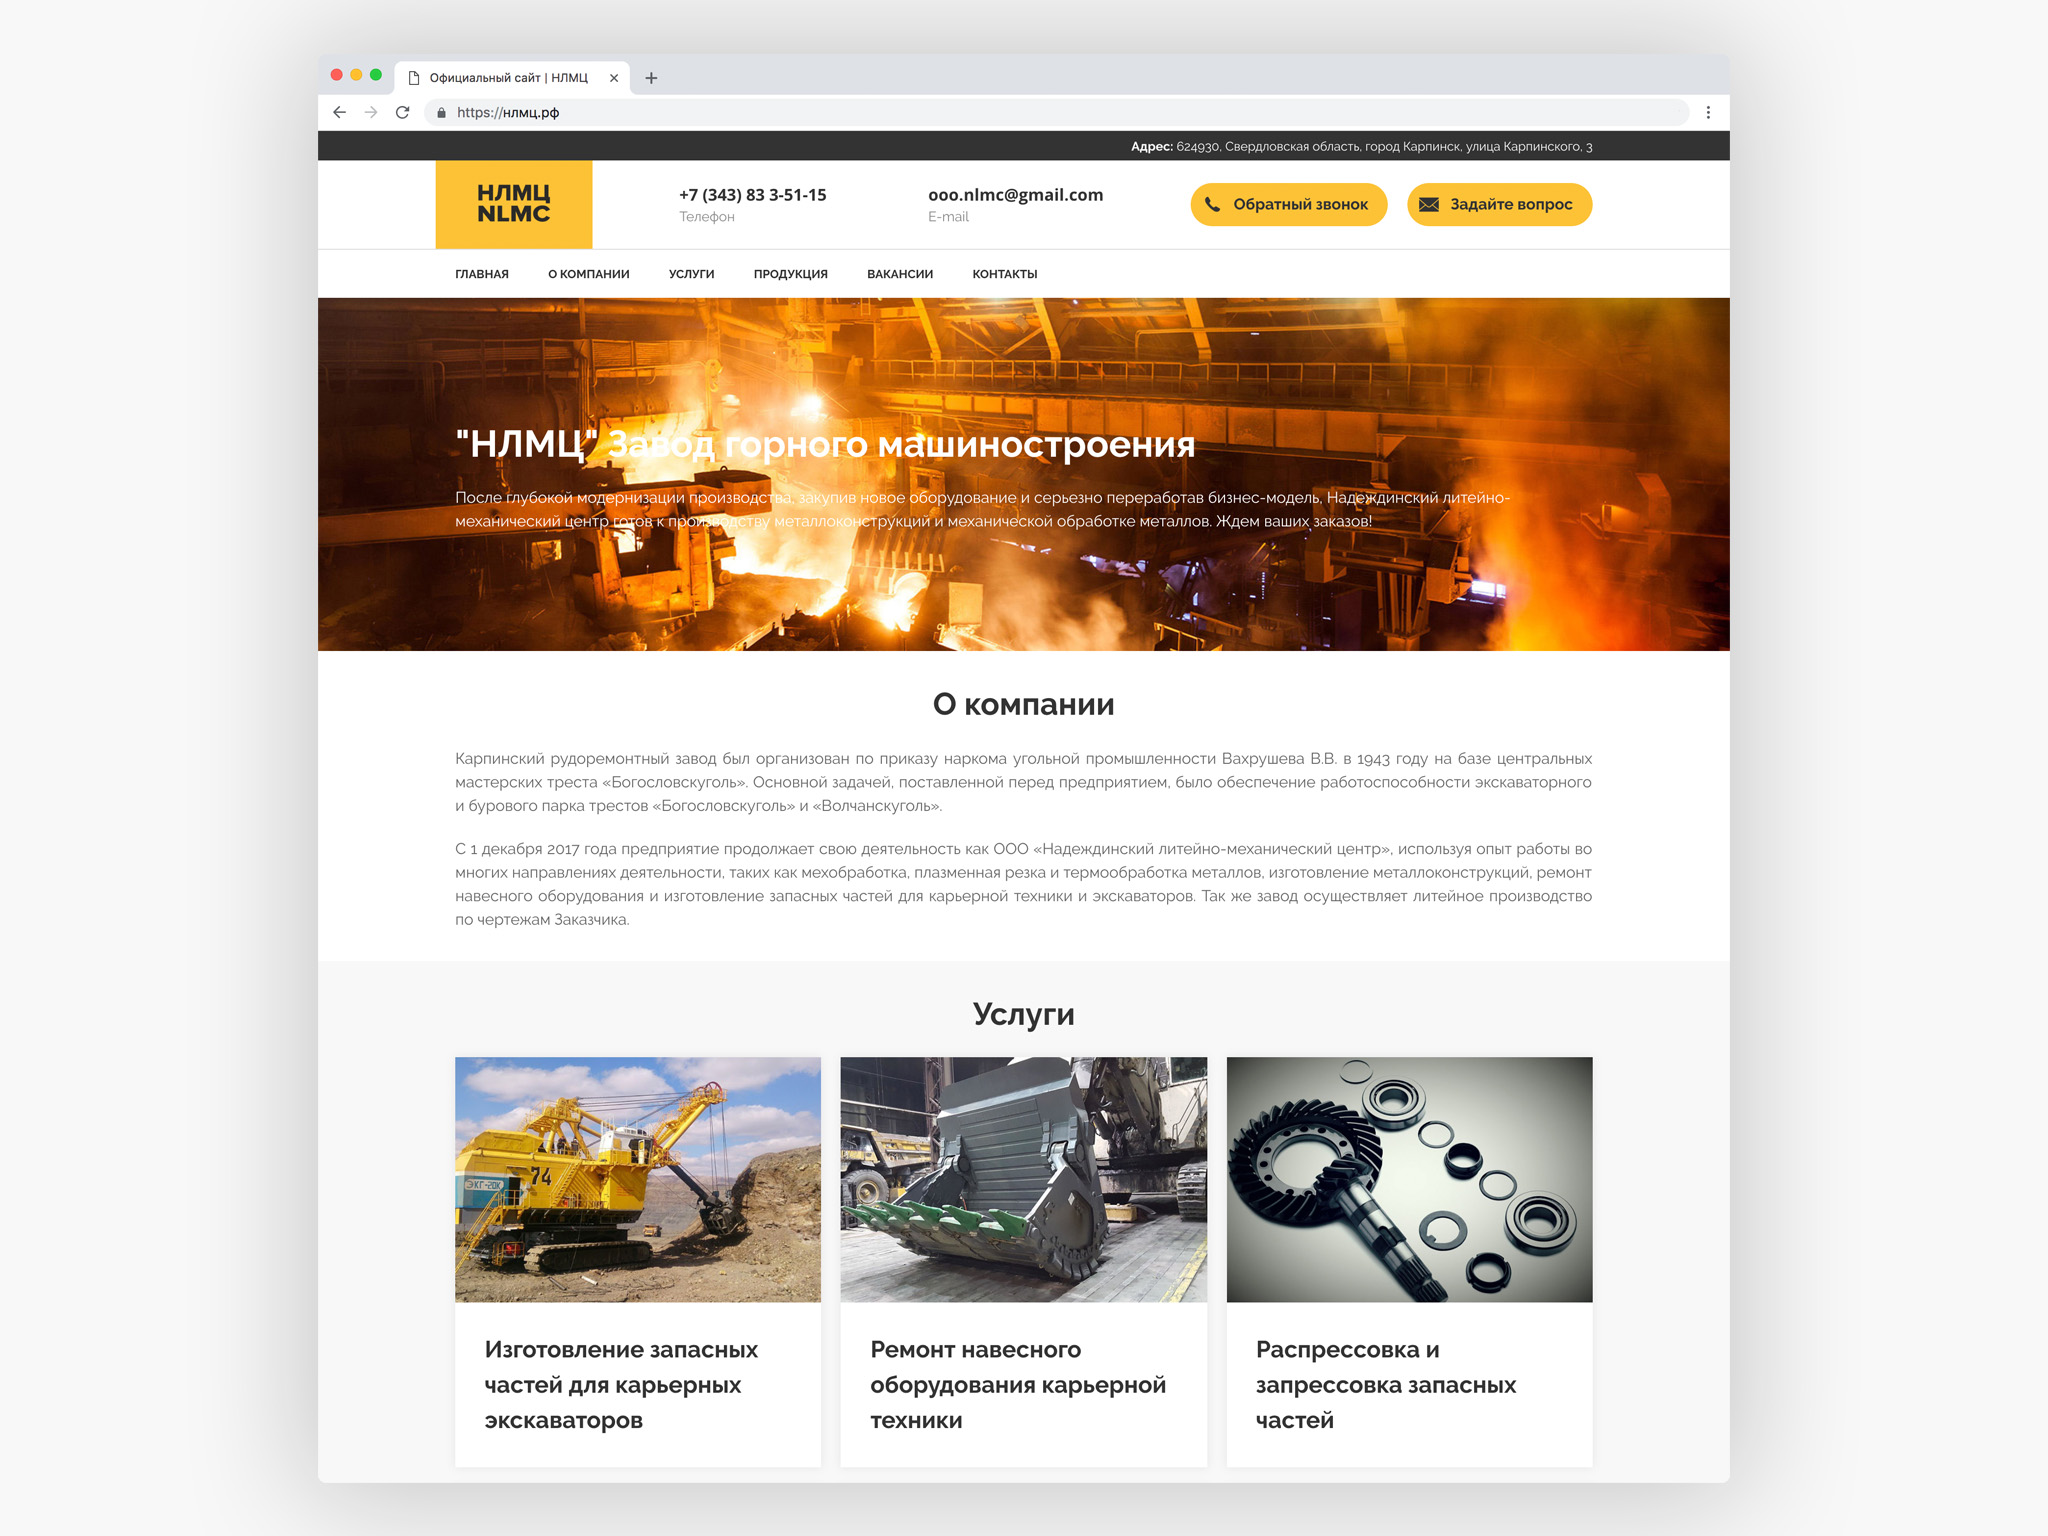 Официальный сайт | НЛМЦ
https://нлмц.рф
Адрес: 624930, Свердловская область, город Карпинск, улица Карпинского, 3
НЛМЦ
NLMC
+7 (343) 83 3-51-15
Телефон
ooo.nlmc@gmail.com
E-mail
Обратный звонок
Задайте вопрос
ГЛАВНАЯ О КОМПАНИИ УСЛУГИ ПРОДУКЦИЯ ВАКАНСИИ КОНТАКТЫ
"НЛМЦ" Завод горного машиностроения
После глубокой модернизации производства, закупив новое оборудование и серьезно переработав бизнес-модель, Надеждинский литейно-
механический центр готов к производству металлоконструкций и механической обработке металлов. Ждем ваших заказов!
О компании
Карпинский рудоремонтный завод был организован по приказу наркома угольной промышленности Вахрушева В.В. в 1943 году на базе центральных
мастерских треста «Богословскуголь». Основной задачей, поставленной перед предприятием, было обеспечение работоспособности экскаваторного
и бурового парка трестов «Богословскуголь» и «Волчанскуголь».
С 1 декабря 2017 года предприятие продолжает свою деятельность как ООО «Надеждинский литейно-механический центр», используя опыт работы во
многих направлениях деятельности, таких как мехобработка, плазменная резка и термообработка металлов, изготовление металлоконструкций, ремонт
навесного оборудования и изготовление запасных частей для карьерной техники и экскаваторов. Так же завод осуществляет литейное производство
по чертежам Заказчика.
Услуги
74
ЭКГ-20К
Изготовление запасных
частей для карьерных
экскаваторов
Ремонт навесного
оборудования карьерной
техники
Распрессовка и
запрессовка запасных
частей